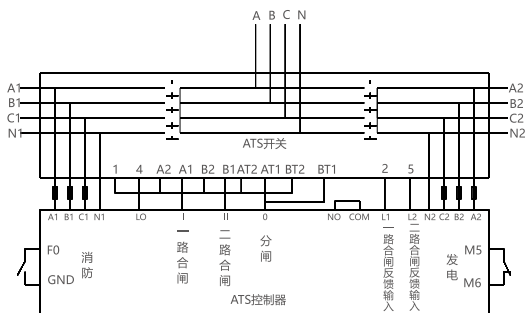 A B C N
A1 A2
B1 B2
C1 C2
N1 N2
ATS开关
1 4 A2 A1 B2 B1 AT2 AT1 BT2 BT1 2 5
A1 B1 C1 N1 LO I II 0 NO COM L1 L2 N2 C2 B2 A2
F0
GND
消防
一路合闸
二路合闸
分闸
一路合闸反馈输入
二路合闸反馈输入
发电
M5
M6
ATS控制器